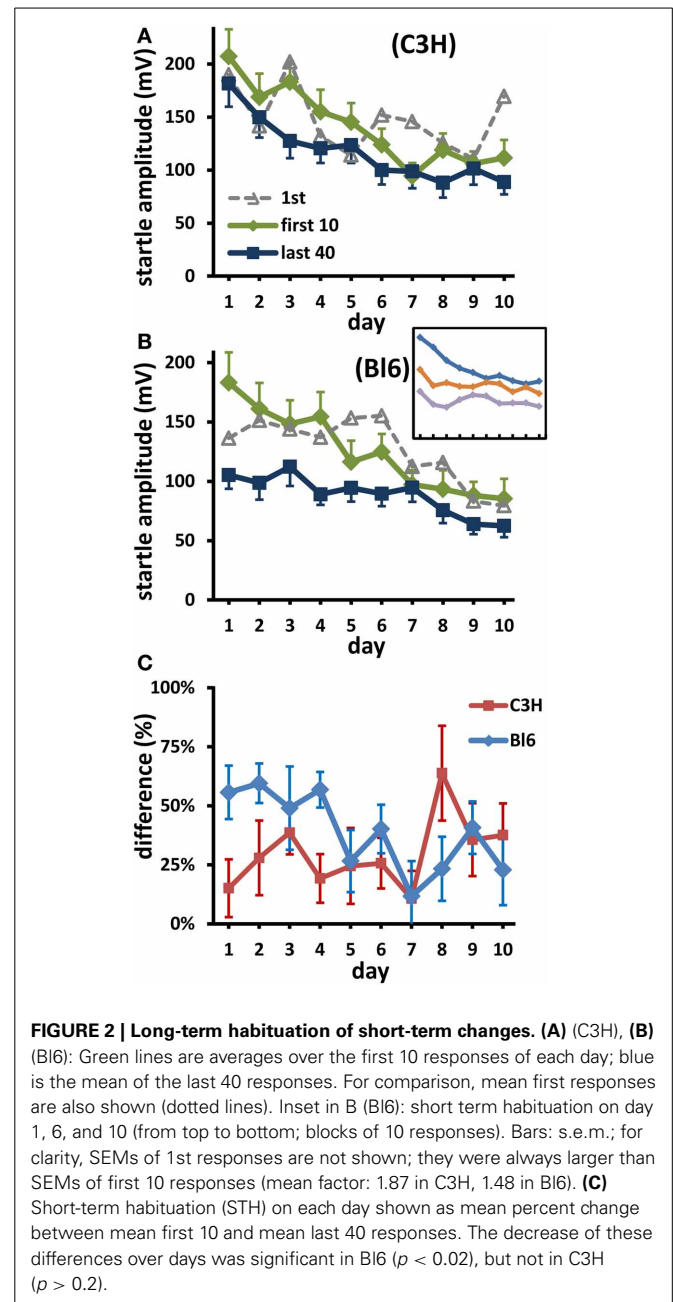 A
(C3H)
startle amplitude (mV)
200
150
100
50
0
1st
first 10
last 40
1 2 3 4 5 6 7 8 9 10
day
B
(Bl6)
startle amplitude (mV)
200
150
100
50
0
1 2 3 4 5 6 7 8 9 10
day
C
difference (%)
100%
75%
50%
25%
0%
C3H
Bl6
1 2 3 4 5 6 7 8 9 10
day
FIGURE 2 | Long-term habituation of short-term changes. (A) (C3H), (B)
(Bl6): Green lines are averages over the first 10 responses of each day; blue
is the mean of the last 40 responses. For comparison, mean first responses
are also shown (dotted lines). Inset in B (Bl6): short term habituation on day
1, 6, and 10 (from top to bottom; blocks of 10 responses). Bars: s.e.m.; for
clarity, SEMs of 1st responses are not shown; they were always larger than
SEMs of first 10 responses (mean factor: 1.87 in C3H, 1.48 in Bl6). (C)
Short-term habituation (STH) on each day shown as mean percent change
between mean first 10 and mean last 40 responses. The decrease of these
differences over days was significant in Bl6 (p < 0.02), but not in C3H
(p > 0.2).